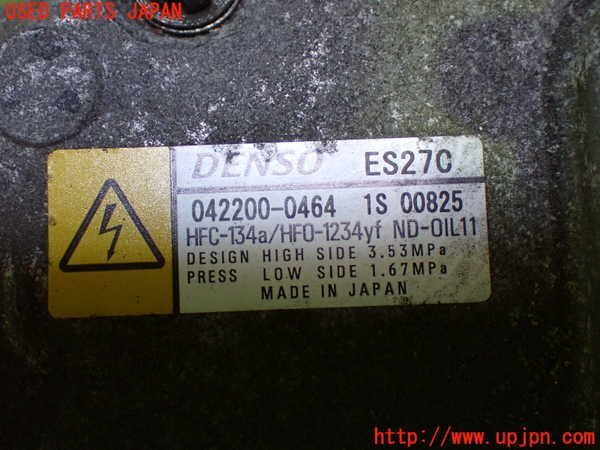 USED PARTS JAPAN
DENSO ES27C
042200-0464 1S 00825
HFC-134a/HFO-1234yf ND-OIL11
DESIGN HIGH SIDE 3.53MPa
PRESS LOW SIDE 1.67MPa
MADE IN JAPAN
http://www.upjpn.com/